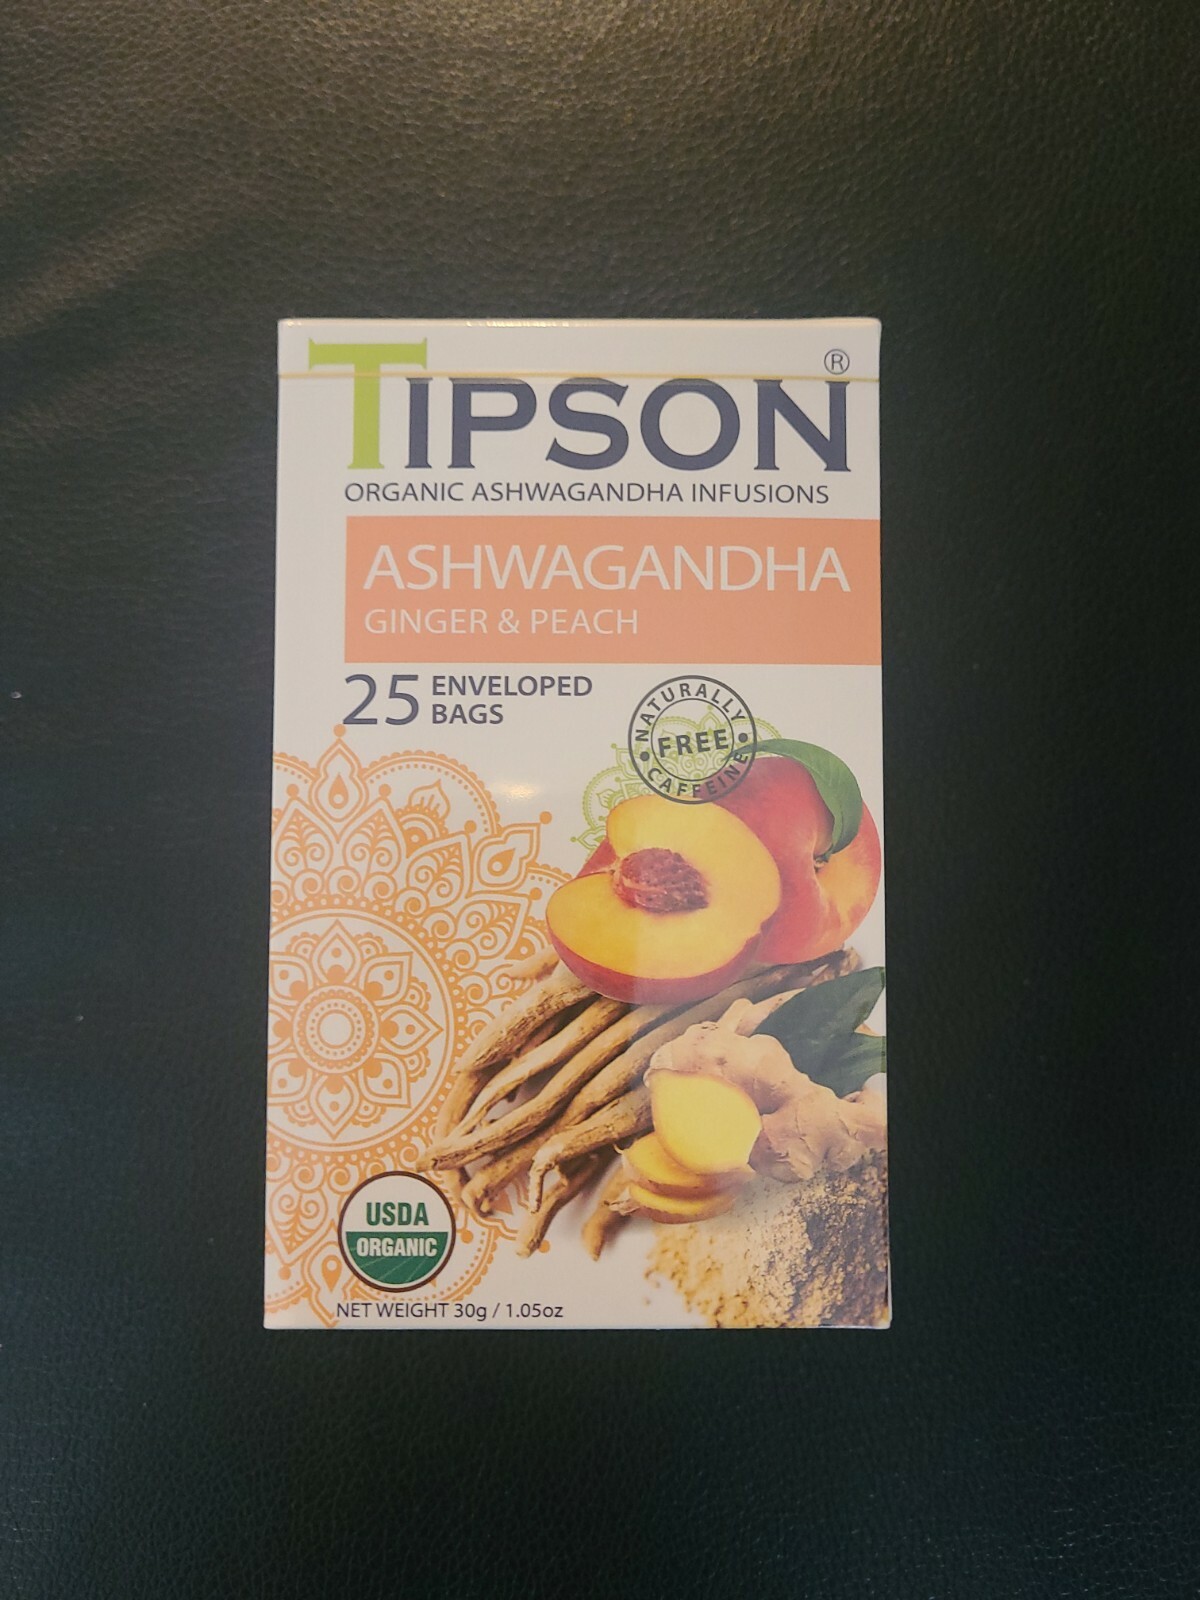 TIPSON®
ORGANIC ASHWAGANDHA INFUSIONS
ASHWAGANDHA
GINGER & PEACH
25 ENVELOPED
BAGS
NATURALLY
FREE
CAFFEINE
USDA
ORGANIC
NET WEIGHT 30g / 1.05oz